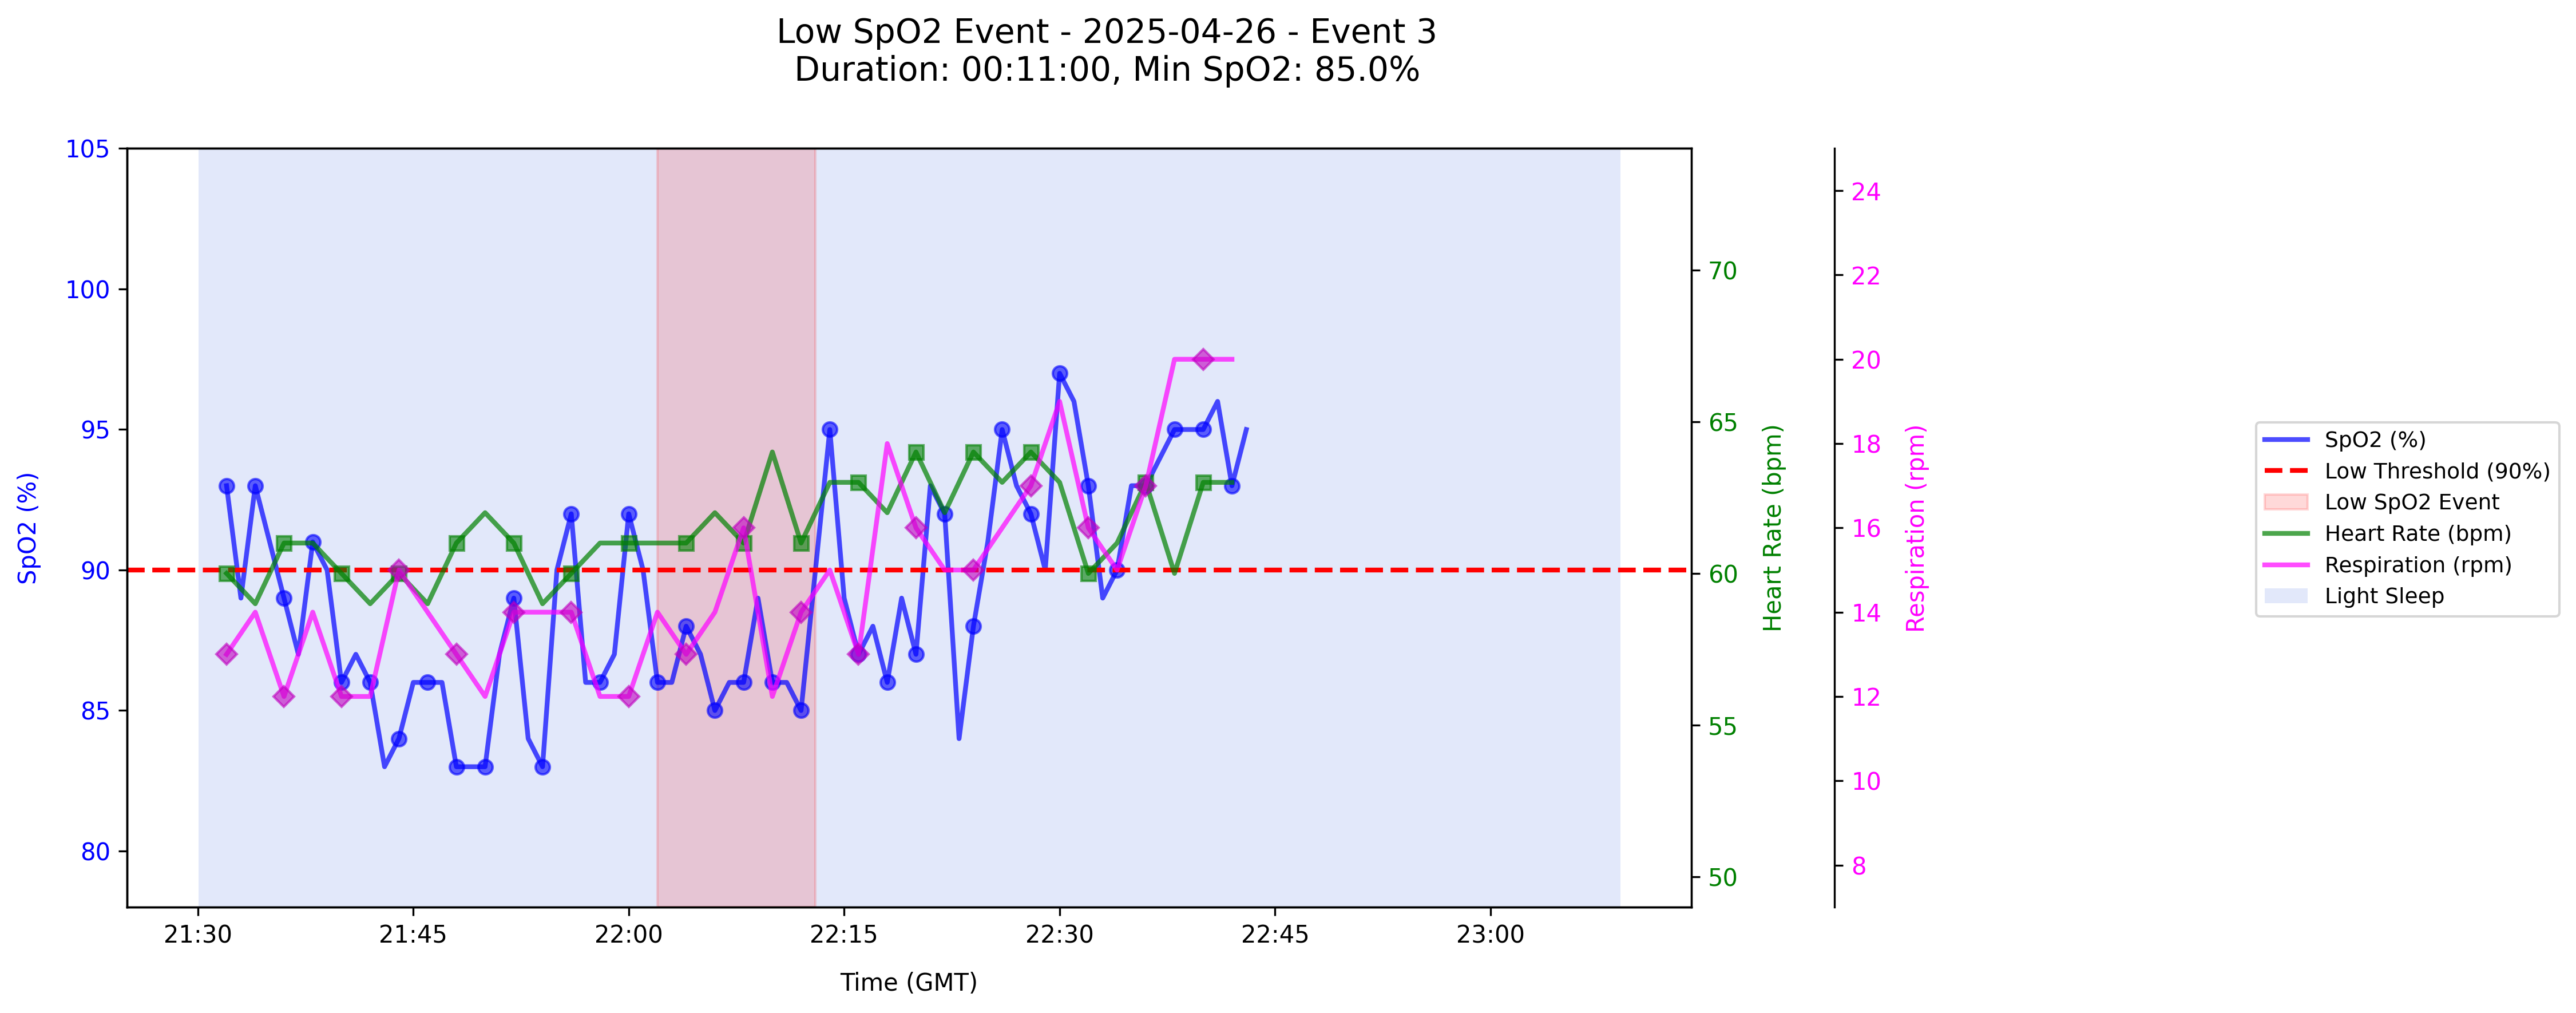 Low SpO2 Event - 2025-04-26 - Event 3
Duration: 00:11:00, Min SpO2: 85.0%
105
100
95
90
85
80
SpO2 (%)
70
65
60
55
50
Heart Rate (bpm)
24
22
20
18
16
14
12
10
8
Respiration (rpm)
21:30
21:45
22:00
22:15
22:30
22:45
23:00
Time (GMT)
SpO2 (%)
Low Threshold (90%)
Low SpO2 Event
Heart Rate (bpm)
Respiration (rpm)
Light Sleep